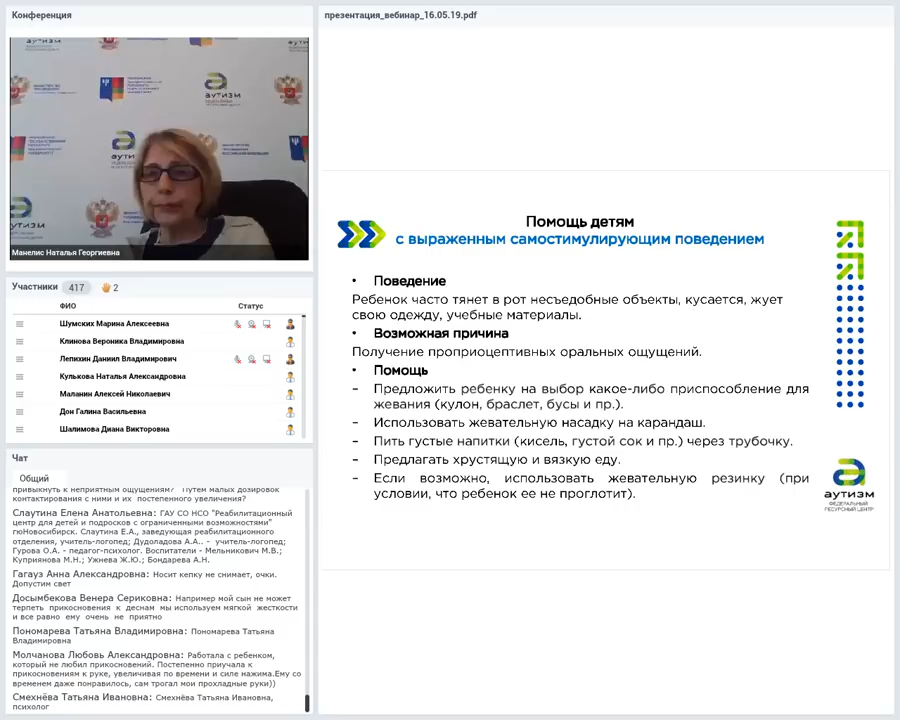 Конференция
презентация_вебинар_16.05.19.pdf
аутизм
аутизм
Манелис Наталья Георгиевна
Участники 417 2
ФИО Статус
Шумских Марина Алексеевна
Клинова Вероника Владимировна
Лепихин Даниил Владимирович
Кулькова Наталья Александровна
Маланин Алексей Николаевич
Дон Галина Васильевна
Шалимова Диана Викторовна
Чат
Общий
привыкнуть к неприятным ощущениям? Путем малых дозировок
контактирования с ними и их постепенного увеличения?
Слаутина Елена Анатольевна: ГАУ СО НСО "Реабилитационный
центр для детей и подросков с ограниченными возможностями"
гюНовосибирск. Слаутина Е.А., заведующая реабилитационного
отделения, учитель-логопед; Дудоладова А.А.. - учитель-логопед;
Гурова О.А. - педагог-психолог. Воспитатели - Мельникович М.В.;
Куприянова М.Н.; Ужнева Ж.Ю.; Бондарева А.Н.
Гагауз Анна Александровна: Носит кепку не снимает, очки.
Допустим свет
Досымбекова Венера Сериковна: Например мой сын не может
терпеть прикосновения к деснам мы используем мягкой жесткости
и все равно ему очень не приятно
Пономарева Татьяна Владимировна: Пономарева Татьяна
Владимировна
Молчанова Любовь Александровна: Работала с ребенком,
который не любил прикосновений. Постепенно приучала к
прикосновениям к руке, увеличивая по времени и силе нажима.Ему со
временем даже понравилось, сам трогал мои прохладные руки))
Смехнёва Татьяна Ивановна: Смехнёва Татьяна Ивановна,
психолог
Помощь детям
с выраженным самостимулирующим поведением
• Поведение
Ребенок часто тянет в рот несъедобные объекты, кусается, жует
свою одежду, учебные материалы.
• Возможная причина
Получение проприоцептивных оральных ощущений.
• Помощь
– Предложить ребенку на выбор какое-либо приспособление для
жевания (кулон, браслет, бусы и пр.).
– Использовать жевательную насадку на карандаш.
– Пить густые напитки (кисель, густой сок и пр.) через трубочку.
– Предлагать хрустящую и вязкую еду.
– Если возможно, использовать жевательную резинку (при
условии, что ребенок ее не проглотит).
аутизм
ФЕДЕРАЛЬНЫЙ
РЕСУРСНЫЙ ЦЕНТР